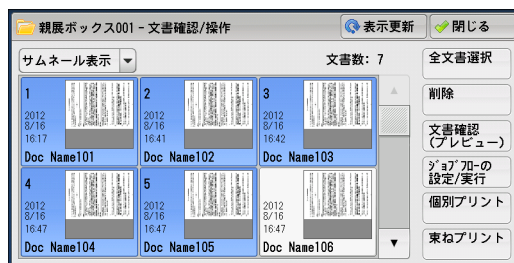 親展ボックス001 - 文書確認/操作
表示更新
閉じる
サムネール表示
文書数: 7
全文書選択
1
2012
8/16
16:17
Doc Name101
2
2012
8/16
16:41
Doc Name102
3
2012
8/16
16:42
Doc Name103
削除
文書確認
(プレビュー)
4
2012
8/16
16:47
Doc Name104
5
2012
8/16
16:47
Doc Name105
2012
8/16
16:47
Doc Name106
ジョブフローの
設定/実行
個別プリント
束ねプリント